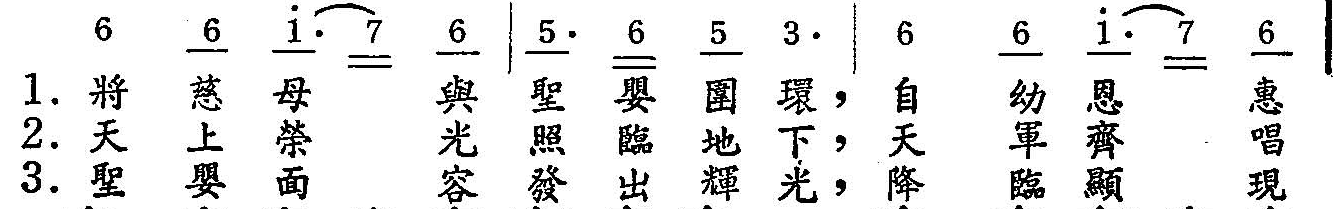 6 6 i· 7 6 | 5· 6 5 3· | 6 6 i· 7 6
1. 將慈母 與聖嬰圍環，自幼恩 惠
2. 天上榮 光照臨地下，天軍齊 唱
3. 聖嬰面 容發出輝光，降臨顯 現